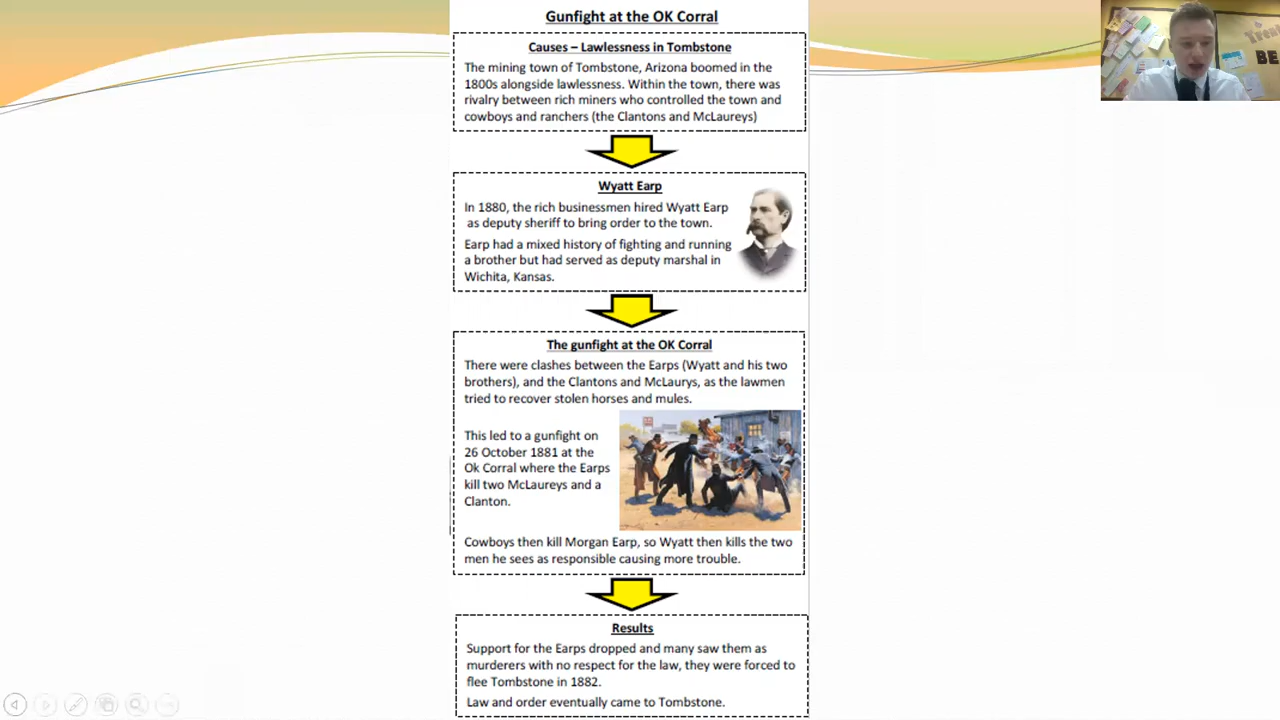 Gunfight at the OK Corral
Causes – Lawlessness in Tombstone
The mining town of Tombstone, Arizona boomed in the
1800s alongside lawlessness. Within the town, there was
rivalry between rich miners who controlled the town and
cowboys and ranchers (the Clantons and McLaureys)
Wyatt Earp
In 1880, the rich businessmen hired Wyatt Earp
as deputy sheriff to bring order to the town.
Earp had a mixed history of fighting and running
a brother but had served as deputy marshal in
Wichita, Kansas.
The gunfight at the OK Corral
There were clashes between the Earps (Wyatt and his two
brothers), and the Clantons and McLaurys, as the lawmen
tried to recover stolen horses and mules.
This led to a gunfight on
26 October 1881 at the
Ok Corral where the Earps
kill two McLaureys and a
Clanton.
Cowboys then kill Morgan Earp, so Wyatt then kills the two
men he sees as responsible causing more trouble.
Results
Support for the Earps dropped and many saw them as
murderers with no respect for the law, they were forced to
flee Tombstone in 1882.
Law and order eventually came to Tombstone.
BE